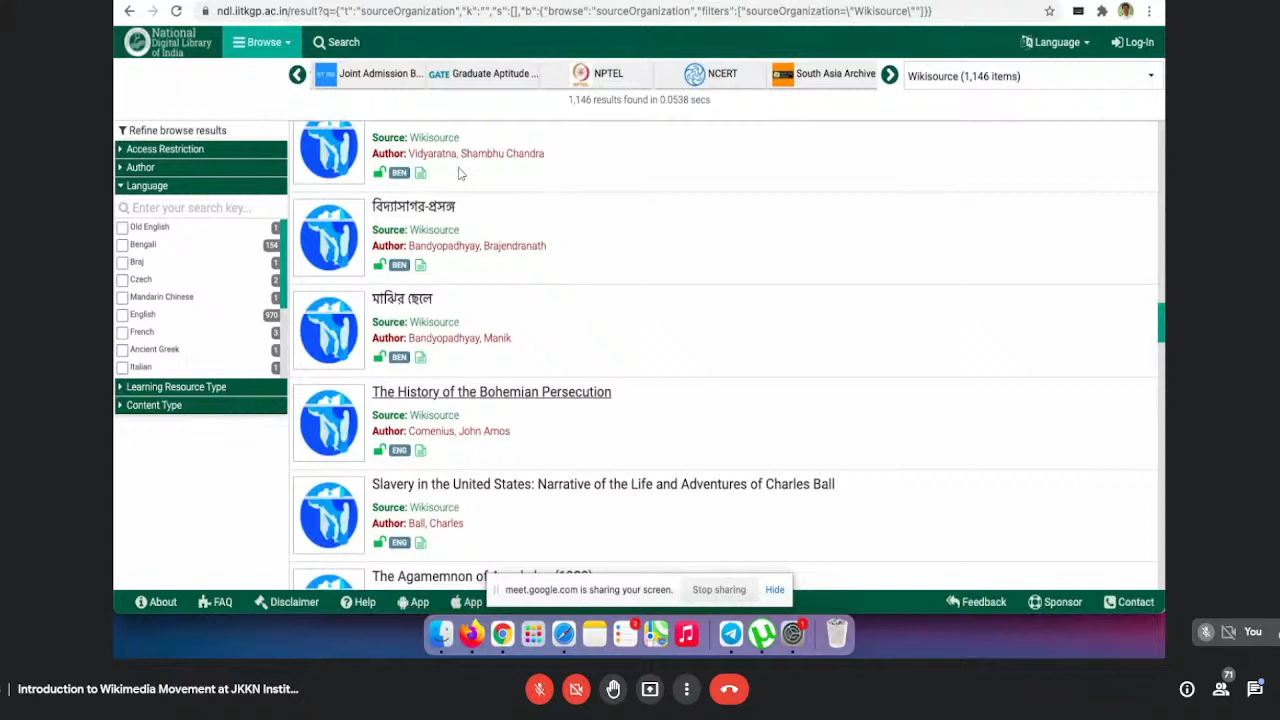 ndl.iitkgp.ac.in/result?q={"t":"sourceOrganization","k":"","s":[],"b":{"browse":"sourceOrganization","filters":["sourceOrganization=\"Wikisource\""]}}
National
Digital Library
of India
Browse
Search
Language
Log-In
Joint Admission B...
GATE Graduate Aptitude ...
NPTEL
NCERT
South Asia Archive
Wikisource (1,146 items)
1,146 results found in 0.0538 secs
Refine browse results
Access Restriction
Author
Language
Enter your search key...
Old English 1
Bengali 154
Braj 1
Czech 2
Mandarin Chinese 1
English 970
French 3
Ancient Greek 1
Italian 1
Learning Resource Type
Content Type
Source: Wikisource
Author: Vidyaratna, Shambhu Chandra
BEN
বিদ্যাসাগর-প্রসঙ্গ
Source: Wikisource
Author: Bandyopadhyay, Brajendranath
BEN
মাঝির ছেলে
Source: Wikisource
Author: Bandyopadhyay, Manik
BEN
The History of the Bohemian Persecution
Source: Wikisource
Author: Comenius, John Amos
ENG
Slavery in the United States: Narrative of the Life and Adventures of Charles Ball
Source: Wikisource
Author: Ball, Charles
ENG
The Agamemnon of
meet.google.com is sharing your screen.
Stop sharing
Hide
About
FAQ
Disclaimer
Help
App
App
Feedback
Sponsor
Contact
2
1
You
Introduction to Wikimedia Movement at JKKN Instit...
71